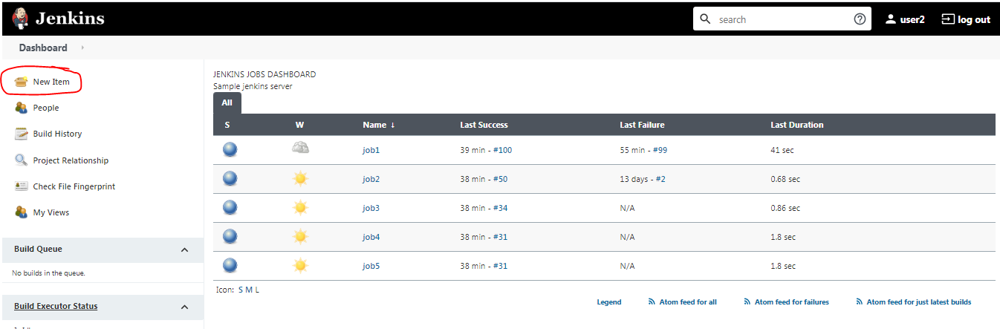 Jenkins
search
user2
log out
Dashboard
New Item
People
Build History
Project Relationship
Check File Fingerprint
My Views
Build Queue
No builds in the queue.
Build Executor Status
JENKINS JOBS DASHBOARD
Sample jenkins server
All
S W Name ↓ Last Success Last Failure Last Duration
job1 39 min - #100 55 min - #99 41 sec
job2 38 min - #50 13 days - #2 0.68 sec
job3 38 min - #34 N/A 0.86 sec
job4 38 min - #31 N/A 1.8 sec
job5 38 min - #31 N/A 1.8 sec
Icon: S M L
Legend Atom feed for all Atom feed for failures Atom feed for just latest builds